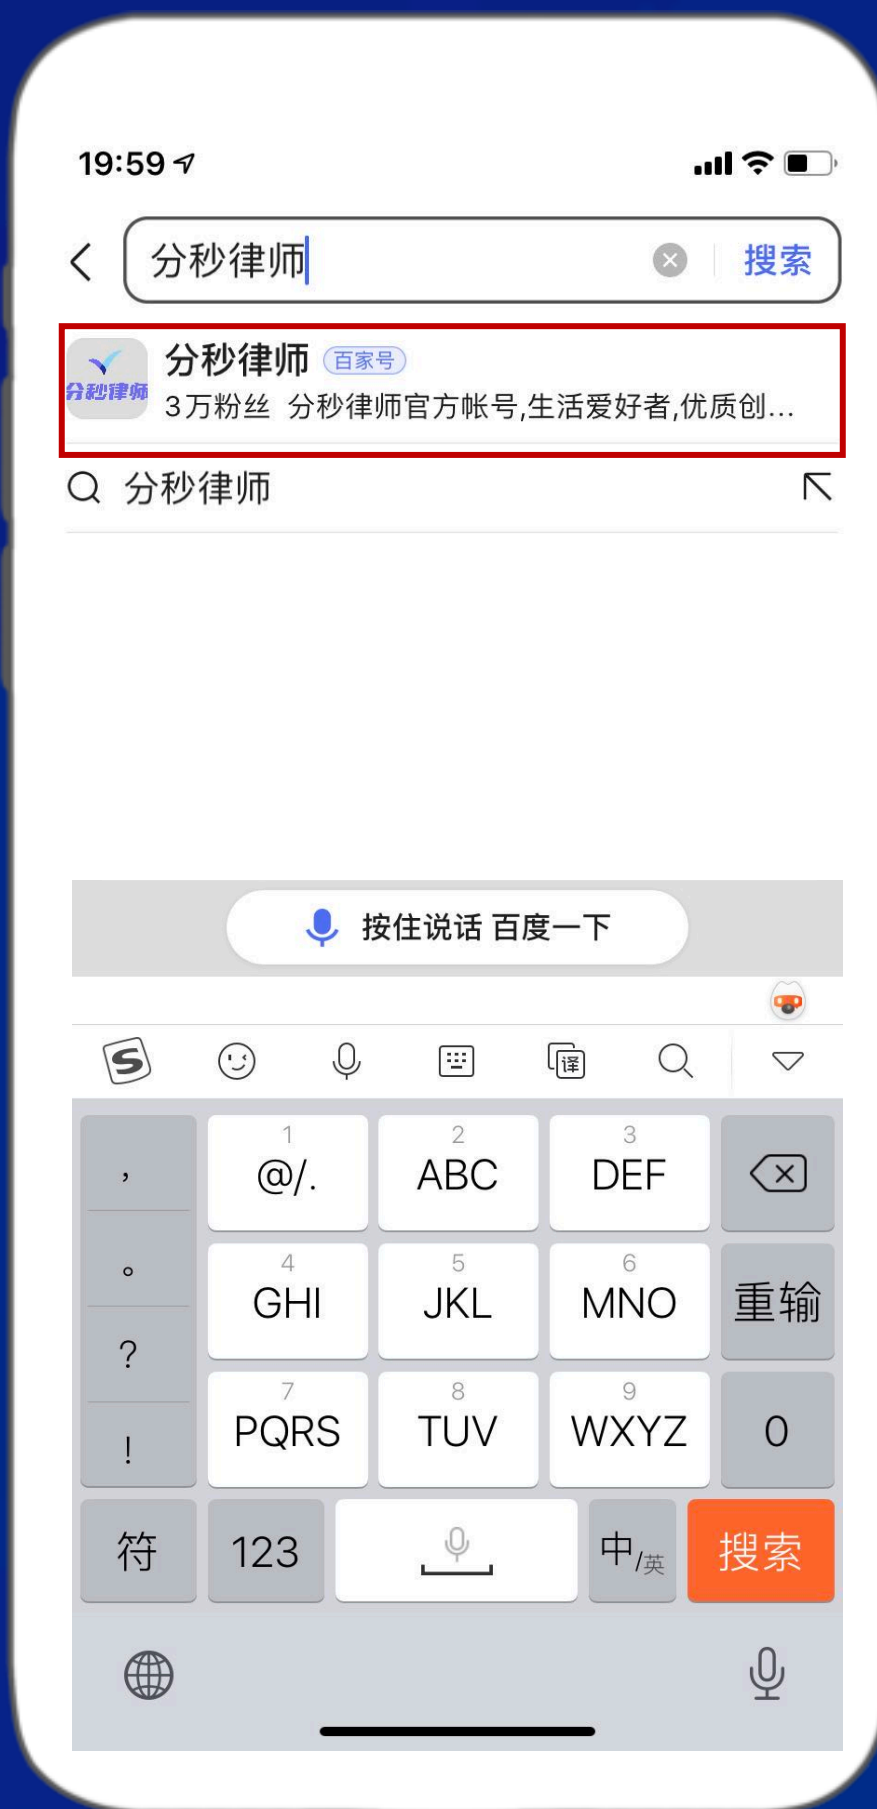 19:59
分秒律师
搜索
分秒律师 百家号
分秒律师
3万粉丝 分秒律师官方帐号,生活爱好者,优质创...
分秒律师
按住说话 百度一下
S
译
，
1
@/.
2
ABC
3
DEF
。
4
GHI
5
JKL
6
MNO
重输
?
7
PQRS
8
TUV
9
WXYZ
0
!
符
123
中/英
搜索